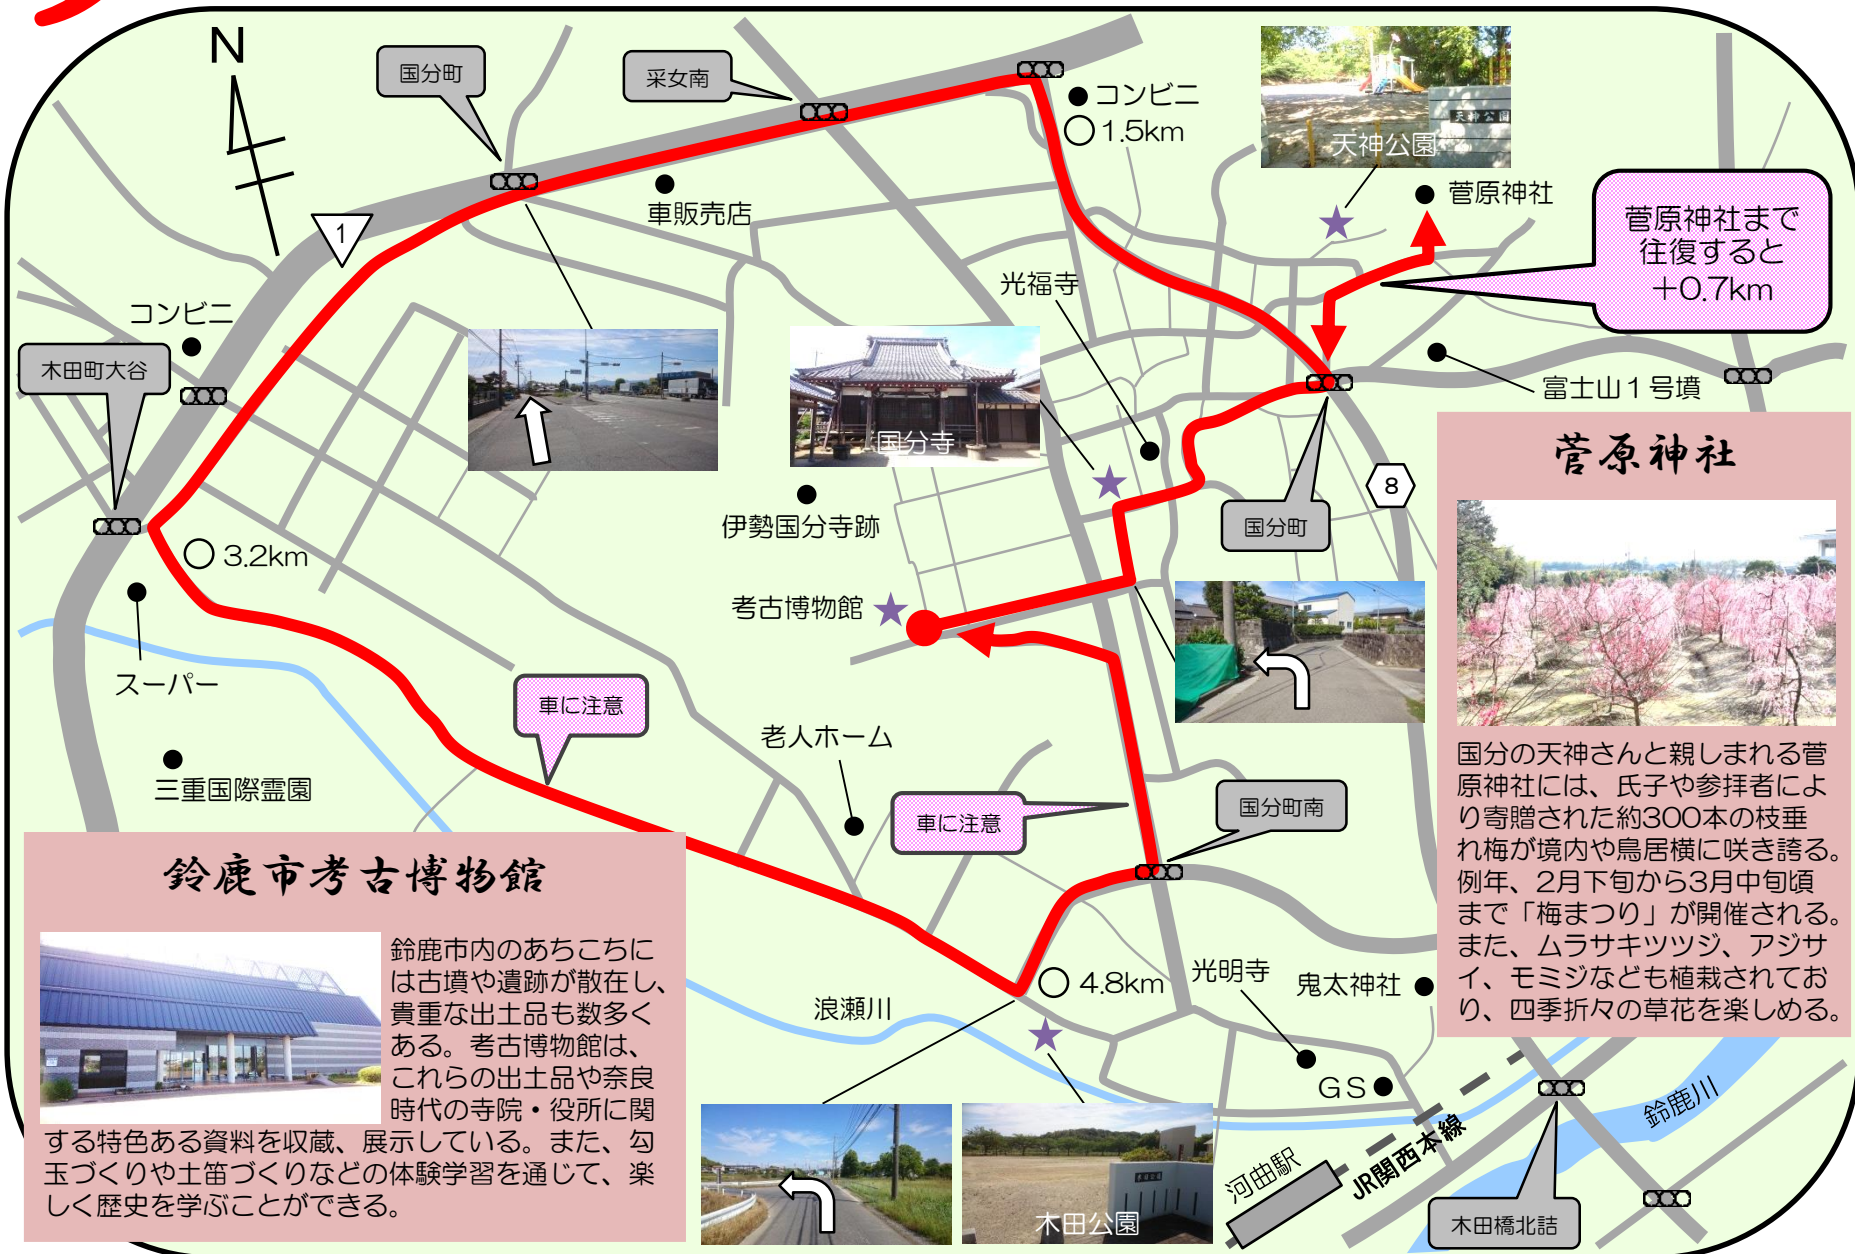 N
国分町
采女南
コンビニ
1.5km
天神公園
天神公園
菅原神社
菅原神社まで
往復すると
+0.7km
1
車販売店
光福寺
コンビニ
木田町大谷
国分寺
富士山1号墳
8
国分町
伊勢国分寺跡
3.2km
考古博物館
スーパー
車に注意
老人ホーム
三重国際霊園
車に注意
国分町南
4.8km
浪瀬川
光明寺
鬼太神社
GS
木田公園
河曲駅
JR関西本線
鈴鹿川
木田橋北詰
菅原神社
国分の天神さんと親しまれる菅
原神社には、氏子や参拝者によ
り寄贈された約300本の枝垂
れ梅が境内や鳥居横に咲き誇る。
例年、2月下旬から3月中旬頃
まで「梅まつり」が開催される。
また、ムラサキツツジ、アジサ
イ、モミジなども植栽されてお
り、四季折々の草花を楽しめる。
鈴鹿市考古博物館
鈴鹿市内のあちこちに
は古墳や遺跡が散在し、
貴重な出土品も数多く
ある。考古博物館は、
これらの出土品や奈良
時代の寺院・役所に関
する特色ある資料を収蔵、展示している。また、勾
玉づくりや土笛づくりなどの体験学習を通じて、楽
しく歴史を学ぶことができる。